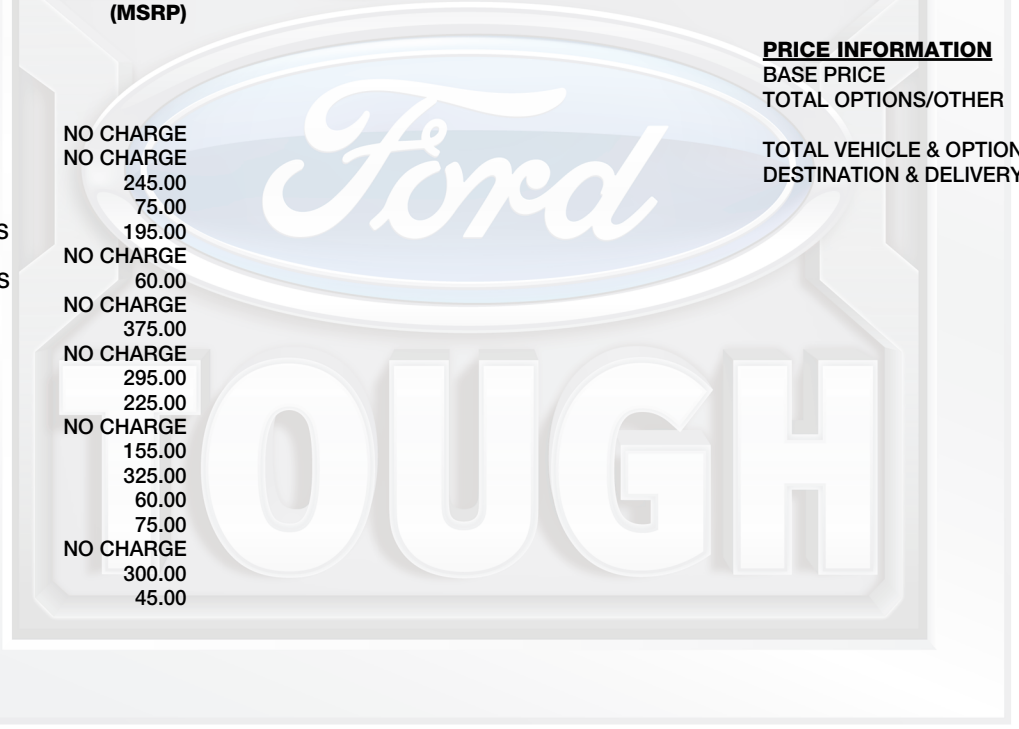 (MSRP)
NO CHARGE
NO CHARGE
245.00
75.00
S 195.00
NO CHARGE
S 60.00
NO CHARGE
375.00
NO CHARGE
295.00
225.00
NO CHARGE
155.00
325.00
60.00
75.00
NO CHARGE
300.00
45.00
PRICE INFORMATION
BASE PRICE
TOTAL OPTIONS/OTHER
TOTAL VEHICLE & OPTION
DESTINATION & DELIVERY
Ford
TOUGH